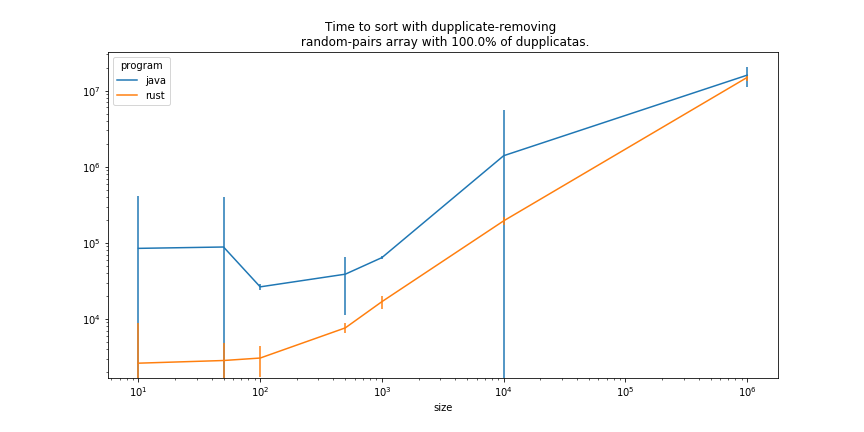 Time to sort with dupplicate-removing
random-pairs array with 100.0% of dupplicatas.
program
java
rust
10⁷
10⁶
10⁵
10⁴
10¹
10²
10³
10⁴
10⁵
10⁶
size